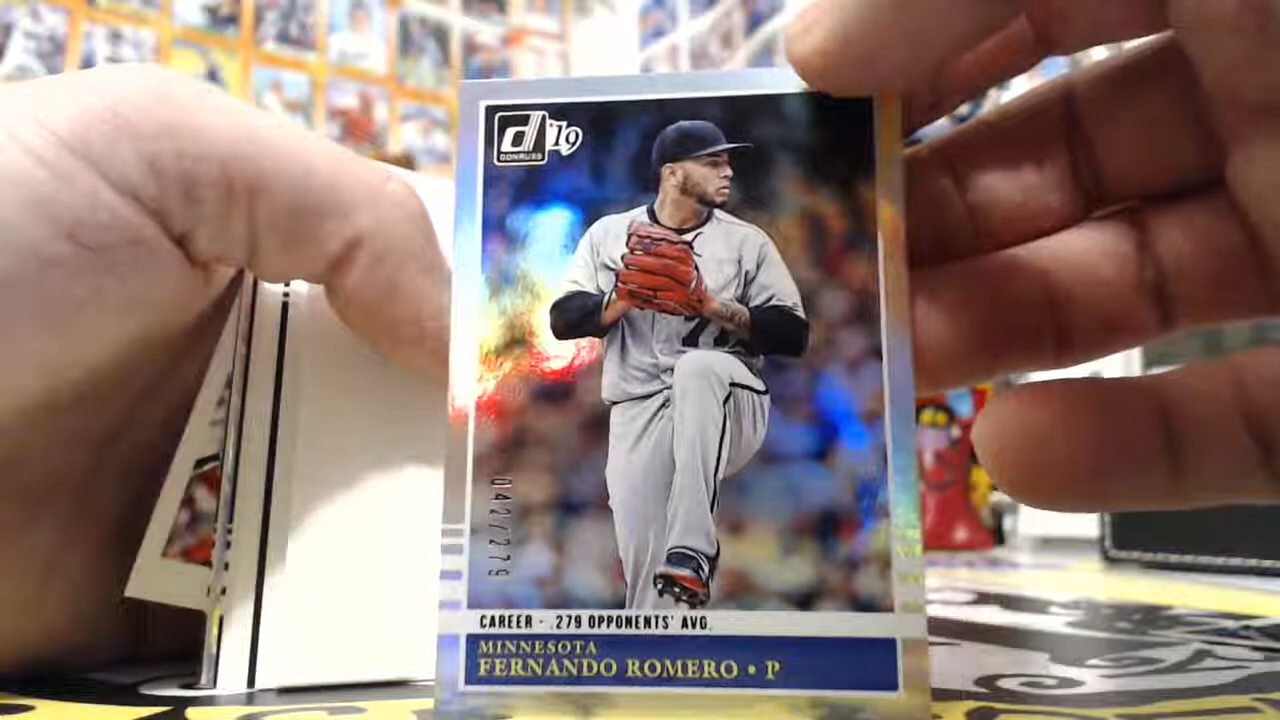 d '19
DONRUSS
042/279
CAREER - .279 OPPONENTS' AVG.
MINNESOTA
FERNANDO ROMERO • P